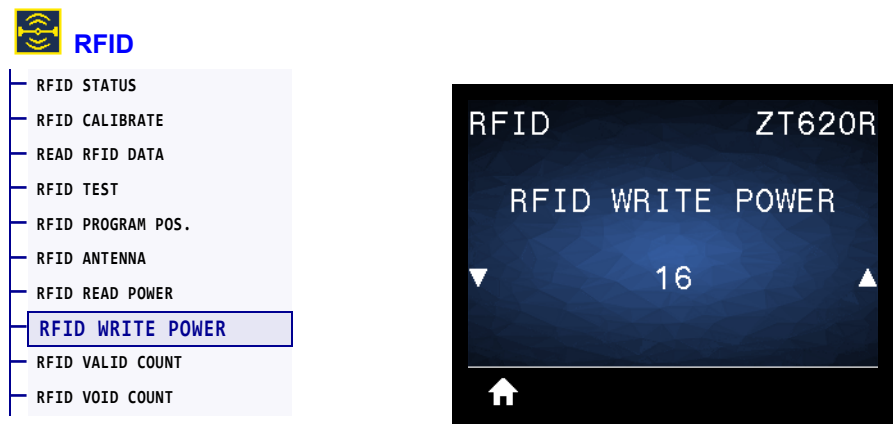 RFID
RFID STATUS
RFID CALIBRATE
READ RFID DATA
RFID TEST
RFID PROGRAM POS.
RFID ANTENNA
RFID READ POWER
RFID WRITE POWER
RFID VALID COUNT
RFID VOID COUNT
RFID ZT620R
RFID WRITE POWER
16